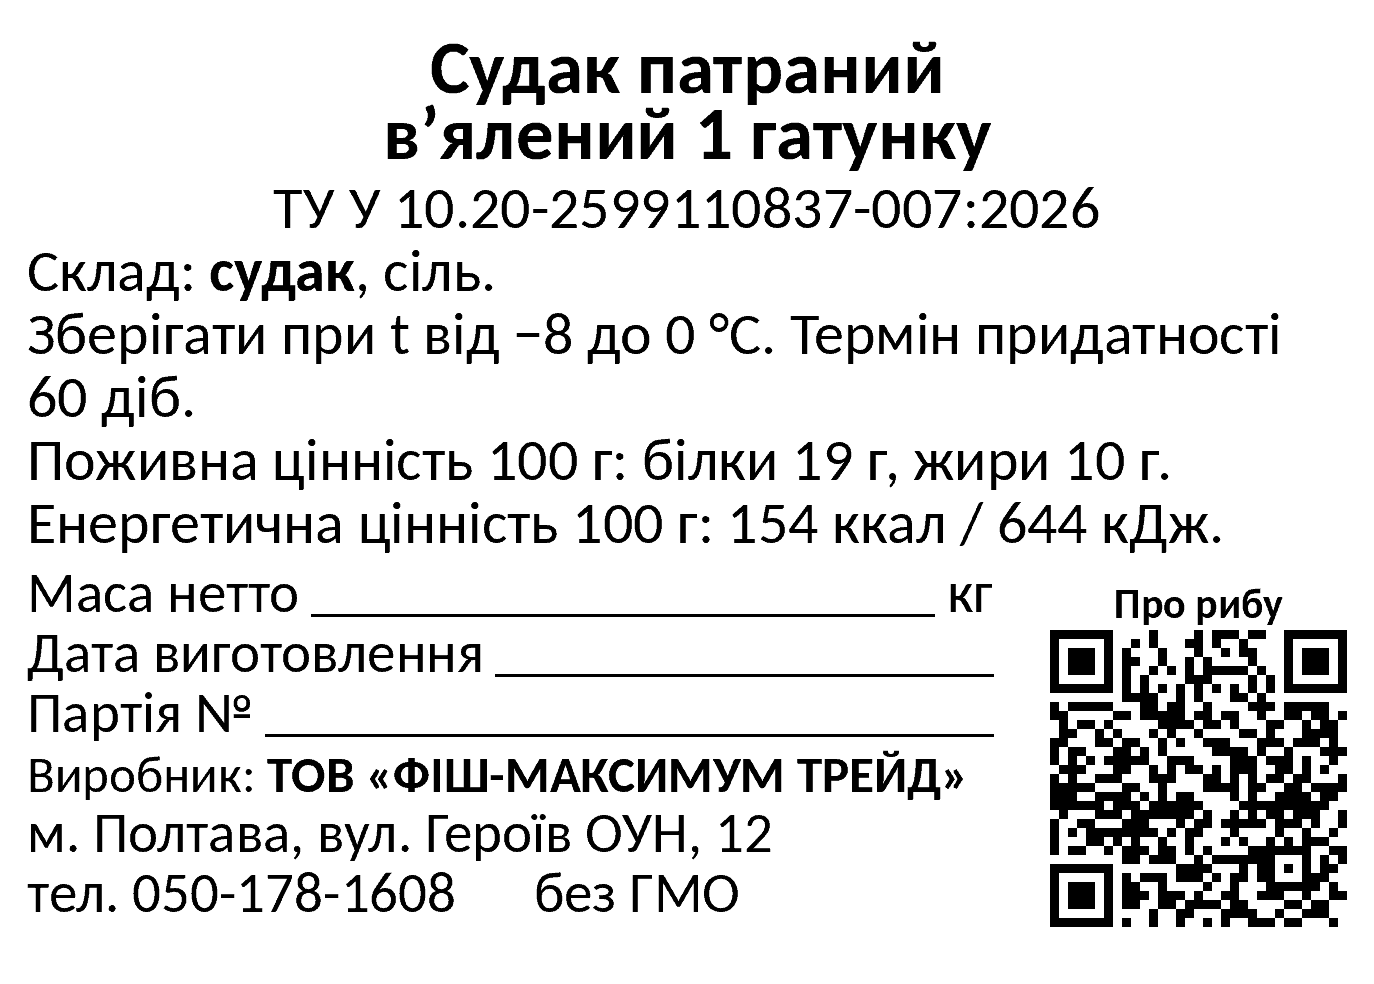 Судак патраний
в’ялений 1 гатунку
ТУ У 10.20-2599110837-007:2026
Склад: судак, сіль.
Зберігати при t від −8 до 0 °С. Термін придатності
60 діб.
Поживна цінність 100 г: білки 19 г, жири 10 г.
Енергетична цінність 100 г: 154 ккал / 644 кДж.
Маса нетто ______ кг
Дата виготовлення ______
Партія № ______
Про рибу
Виробник: ТОВ «ФІШ-МАКСИМУМ ТРЕЙД»
м. Полтава, вул. Героїв ОУН, 12
тел. 050-178-1608 без ГМО